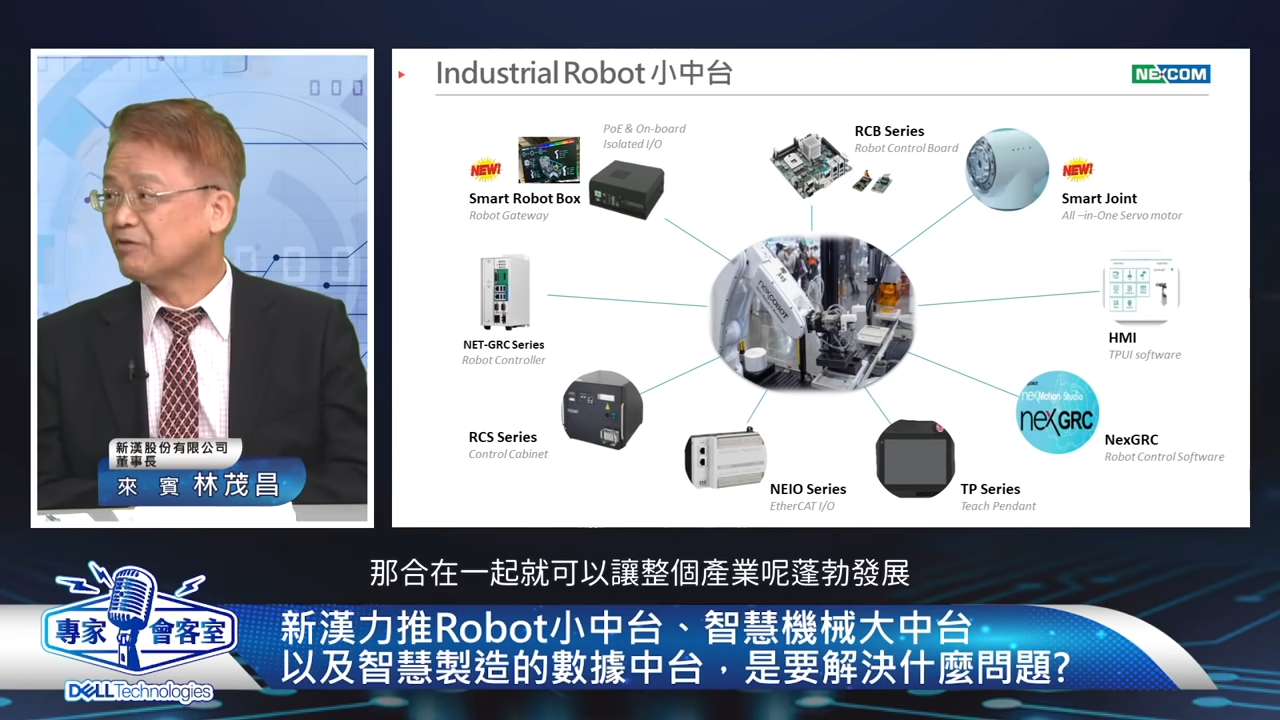 Industrial Robot 小中台
NEXCOM
PoE & On-board
Isolated I/O
NEW!
Smart Robot Box
Robot Gateway
RCB Series
Robot Control Board
NEW!
Smart Joint
All –in-One Servo motor
NET-GRC Series
Robot Controller
NEXCOBOT
HMI
TPUI software
RCS Series
Control Cabinet
NEIO Series
EtherCAT I/O
TP Series
Teach Pendant
nexMotion Studio
nexGRC
NexGRC
Robot Control Software
新漢股份有限公司
董事長
來 賓 林茂昌
那合在一起就可以讓整個產業呢蓬勃發展
專家會客室
DELLTechnologies
新漢力推Robot小中台、智慧機械大中台
以及智慧製造的數據中台，是要解決什麼問題?